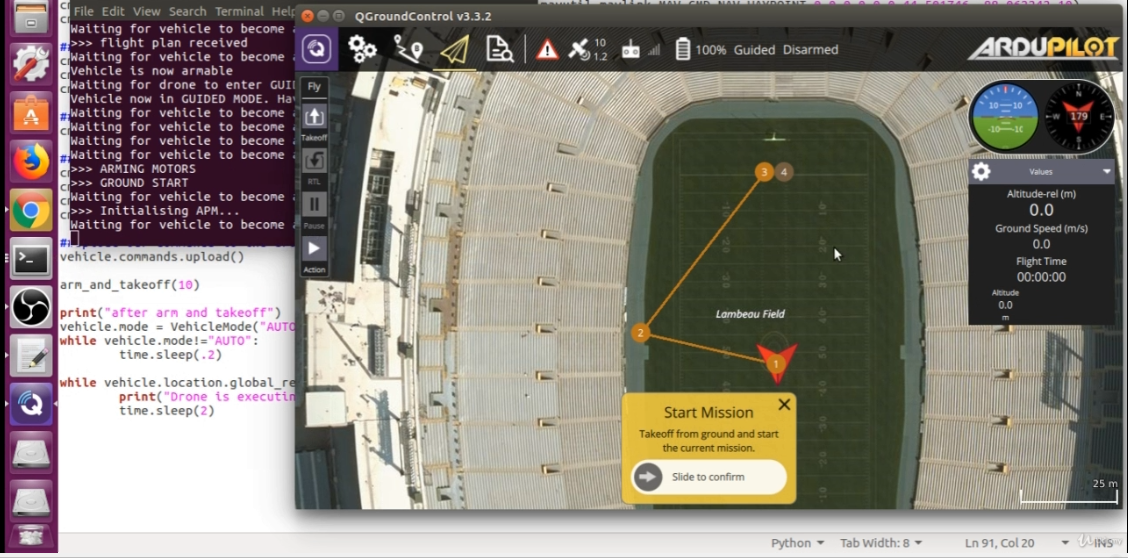 File Edit View Search Terminal Help
Waiting for vehicle to become
>>> flight plan received
Waiting for vehicle to become
Vehicle is now armable
Waiting for drone to enter GUI
Vehicle now in GUIDED MODE. Ha
Waiting for vehicle to become
Waiting for vehicle to become
Waiting for vehicle to become
Waiting for vehicle to become
>>> ARMING MOTORS
>>> GROUND START
Waiting for vehicle to become
>>> Initialising APM...
Waiting for vehicle to become
vehicle.commands.upload()
arm_and_takeoff(10)
print("after arm and takeoff")
vehicle.mode = VehicleMode("AUTO
while vehicle.mode!="AUTO":
time.sleep(.2)
while vehicle.location.global_re
print("Drone is executin
time.sleep(2)
QGroundControl v3.3.2
10
1.2
100% Guided Disarmed
ARDUPILOT
Fly
Takeoff
RTL
Pause
Action
10 10
-10 -10
N
W 179 E
Values
Altitude-rel (m)
0.0
Ground Speed (m/s)
0.0
Flight Time
00:00:00
Altitude
0.0
m
3 4
2
Lambeau Field
1
Start Mission
Takeoff from ground and start
the current mission.
Slide to confirm
25 m
Python Tab Width: 8 Ln 91, Col 20 INS